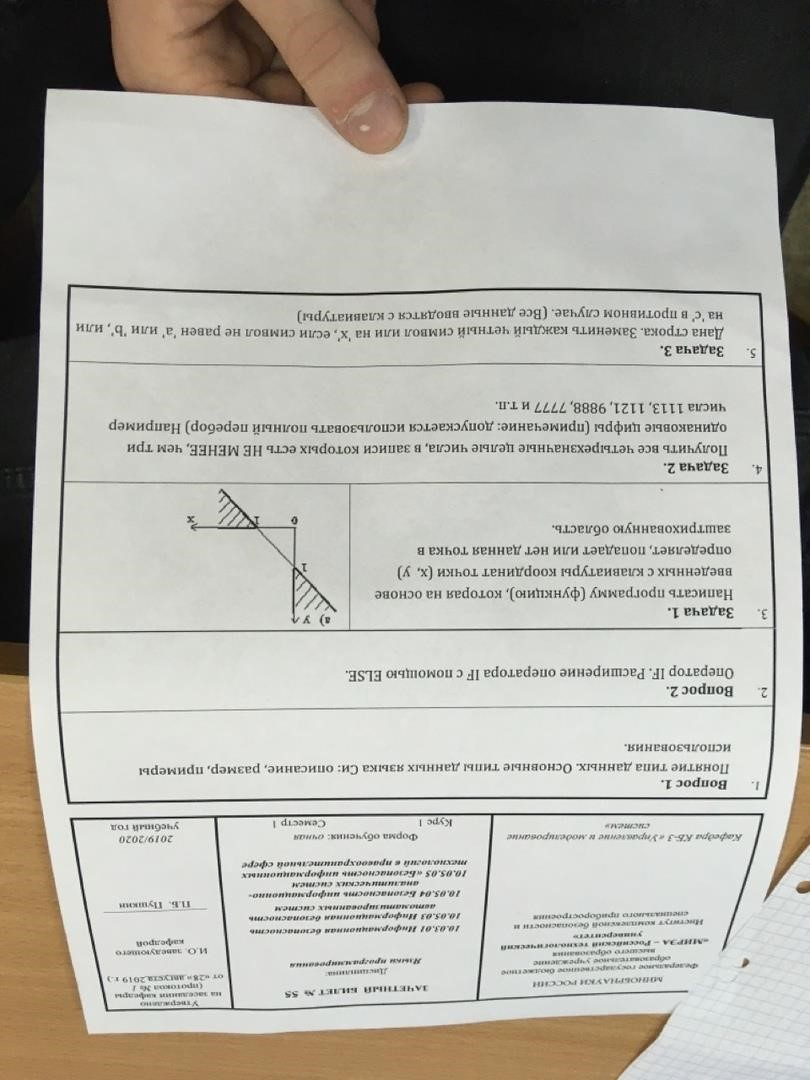 МИНОБРНАУКИ РОССИИ
Федеральное государственное бюджетное
образовательное учреждение
высшего образования
«МИРЭА – Российский технологический
университет»
Институт комплексной безопасности и
специального приборостроения
Кафедра КБ-3 «Управление и моделирование
систем»
ЗАЧЕТНЫЙ БИЛЕТ № 55
Дисциплина:
Языки программирования
10.03.01 Информационная безопасность
10.05.03 Информационная безопасность
автоматизированных систем
10.05.04 Безопасность информационно-
аналитических систем
10.05.05 «Безопасность информационных
технологий в правоохранительной сфере
Форма обучения: очная
Курс 1 Семестр 1
Утверждено
на заседании кафедры
(протокол № 1
от «28» августа 2019 г.)
И.О. заведующего
кафедрой
П.Б. Пушкин
2019/2020
учебный год
1. Вопрос 1.
Понятие типа данных. Основные типы данных языка Си: описание, размер, примеры
использования.
2. Вопрос 2.
Оператор IF. Расширение оператора IF с помощью ELSE.
3. Задача 1.
Написать программу (функцию), которая на основе
введенных с клавиатуры координат точки (x, y)
определяет, попадает или нет данная точка в
заштрихованную область.
а) y
1
0 1 x
4. Задача 2.
Получить все четырехзначные целые числа, в записи которых есть НЕ МЕНЕЕ, чем три
одинаковые цифры (примечание: допускается использовать полный перебор) Например
числа 1113, 1121, 9888, 7777 и т.п.
5. Задача 3.
Дана строка. Заменить каждый четный символ или на 'x', если символ не равен 'a' или 'b', или
на 'c' в противном случае. (Все данные вводятся с клавиатуры)